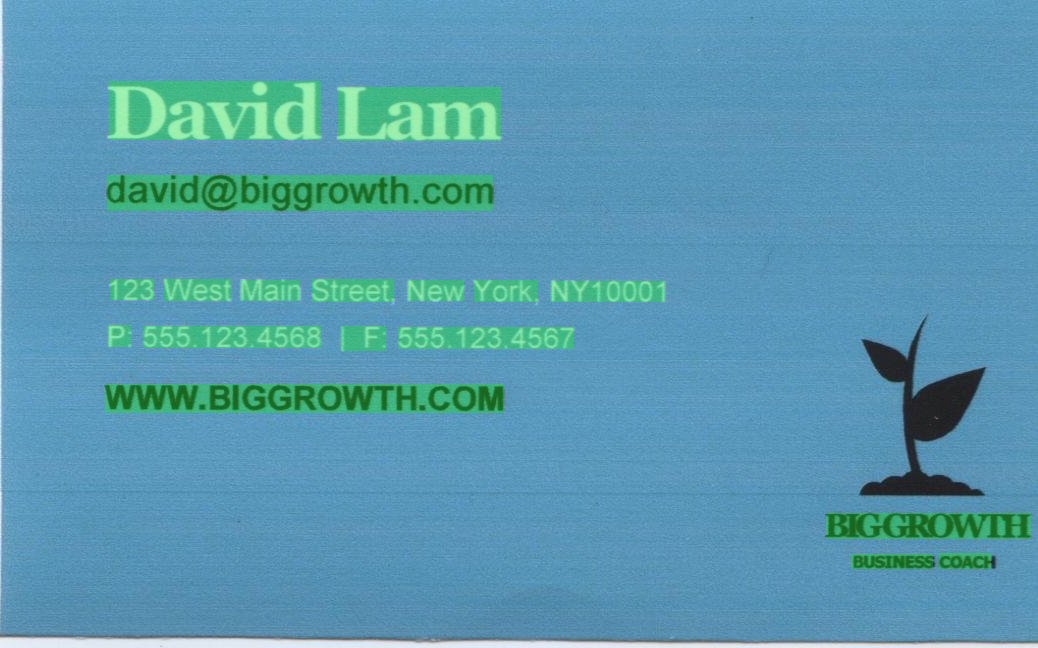 David Lam
david@biggrowth.com
123 West Main Street, New York, NY10001
P: 555.123.4568 | F: 555.123.4567
WWW.BIGGROWTH.COM
BIGGROWTH
BUSINESS COACH